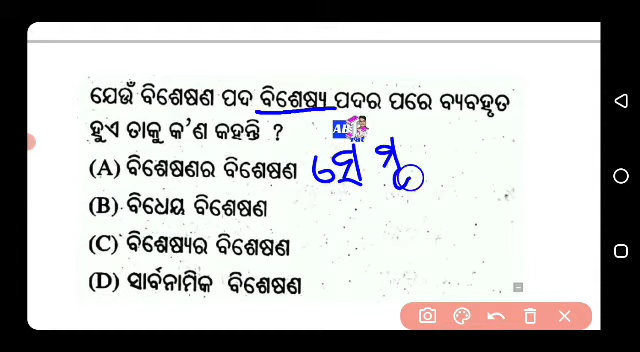 ଯେଉଁ ବିଶେଷଣ ପଦ ବିଶେଷ୍ୟ ପଦର ପରେ ବ୍ୟବହୃତ
ହୁଏ ତାକୁ କ’ଣ କହନ୍ତି ?
(A) ବିଶେଷଣର ବିଶେଷଣ
(B) ବିଧେୟ ବିଶେଷଣ
(C) ବିଶେଷ୍ୟର ବିଶେଷଣ
(D) ସାର୍ବନାମିକ ବିଶେଷଣ